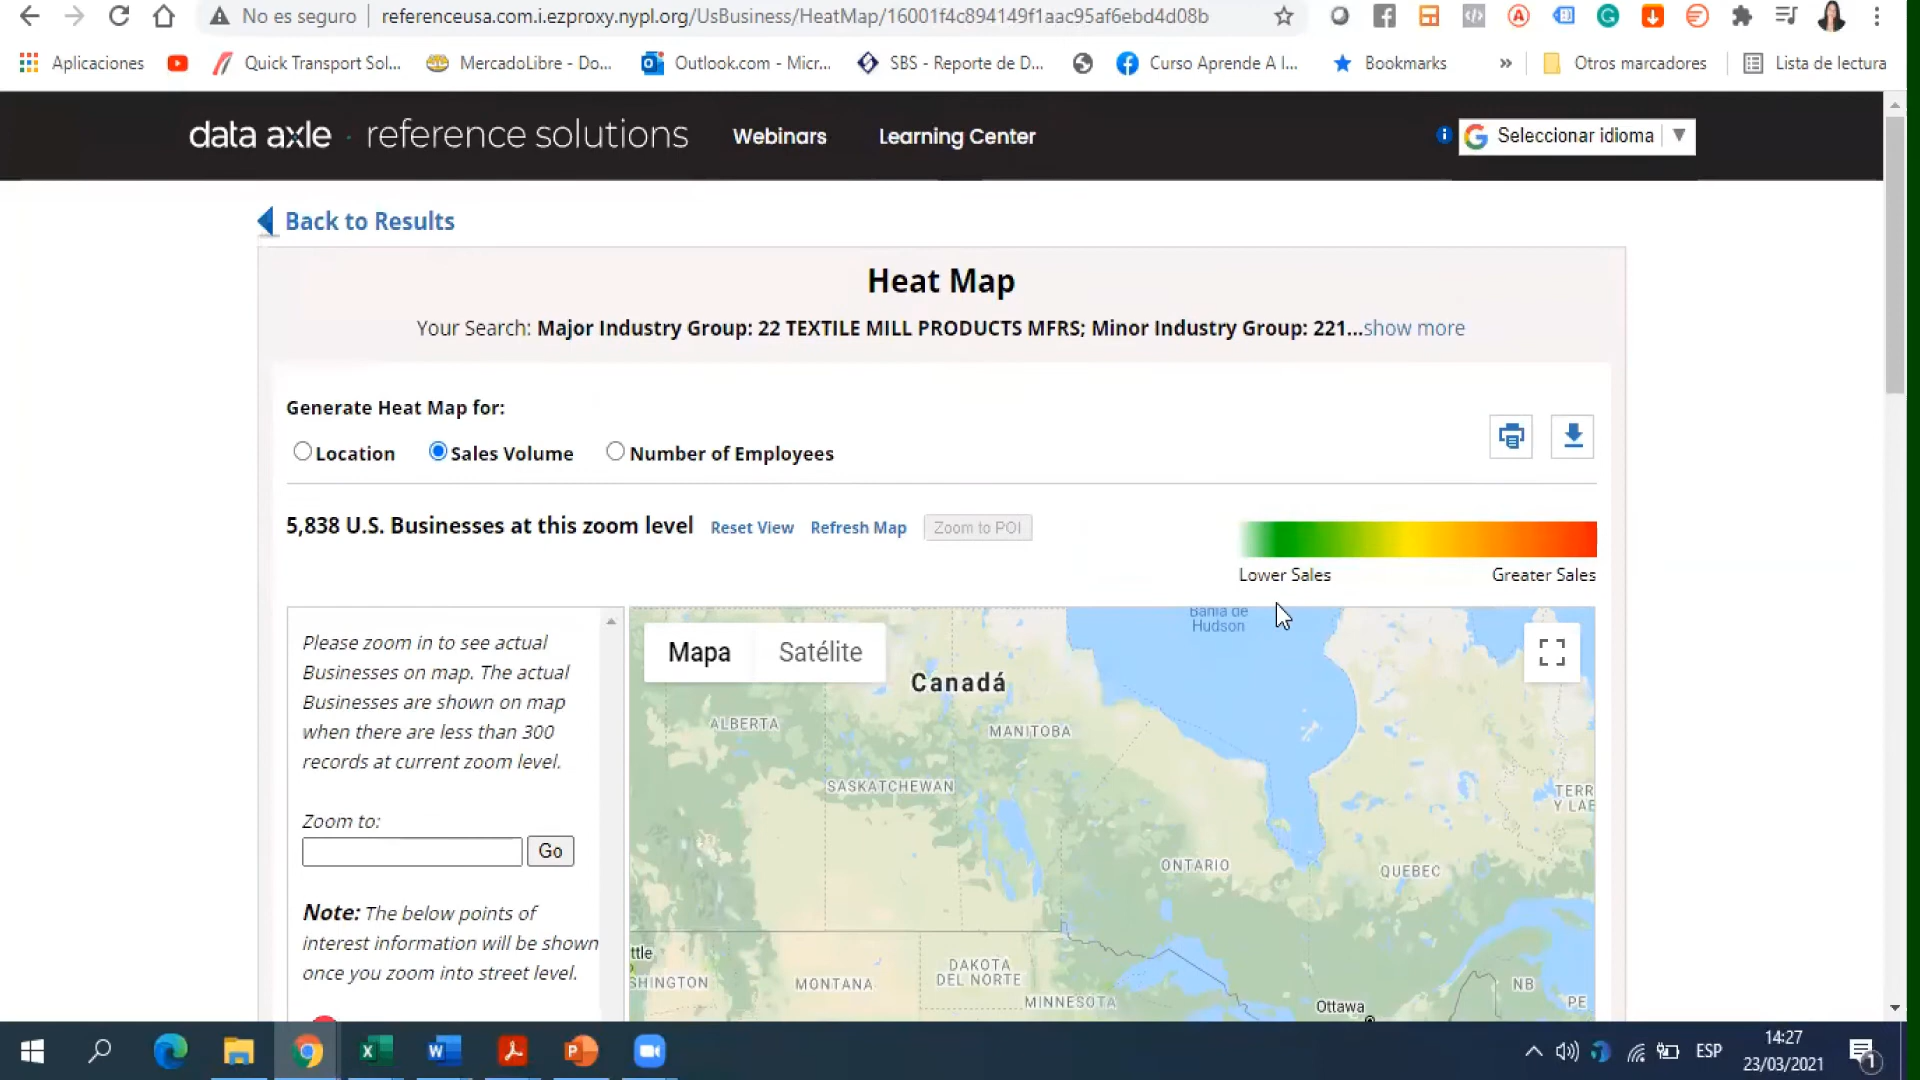 No es seguro
referenceusa.com.i.ezproxy.nypl.org/UsBusiness/HeatMap/16001f4c894149f1aac95af6ebd4d08b
Aplicaciones
Quick Transport Sol...
MercadoLibre - Do...
Outlook.com - Micr...
SBS - Reporte de D...
Curso Aprende A I...
Bookmarks
»
Otros marcadores
Lista de lectura
data axle · reference solutions
Webinars
Learning Center
Seleccionar idioma
Back to Results
Heat Map
Your Search: Major Industry Group: 22 TEXTILE MILL PRODUCTS MFRS; Minor Industry Group: 221...show more
Generate Heat Map for:
Location
Sales Volume
Number of Employees
5,838 U.S. Businesses at this zoom level
Reset View
Refresh Map
Zoom to POI
Lower Sales
Greater Sales
Please zoom in to see actual
Businesses on map. The actual
Businesses are shown on map
when there are less than 300
records at current zoom level.
Zoom to:
Go
Note: The below points of
interest information will be shown
once you zoom into street level.
Mapa
Satélite
Bahía de
Hudson
Canadá
ALBERTA
MANITOBA
SASKATCHEWAN
TERR
Y LAB
ONTARIO
QUEBEC
ttle
SHINGTON
MONTANA
DAKOTA
DEL NORTE
MINNESOTA
NB
PE
Ottawa
ESP
14:27
23/03/2021
1